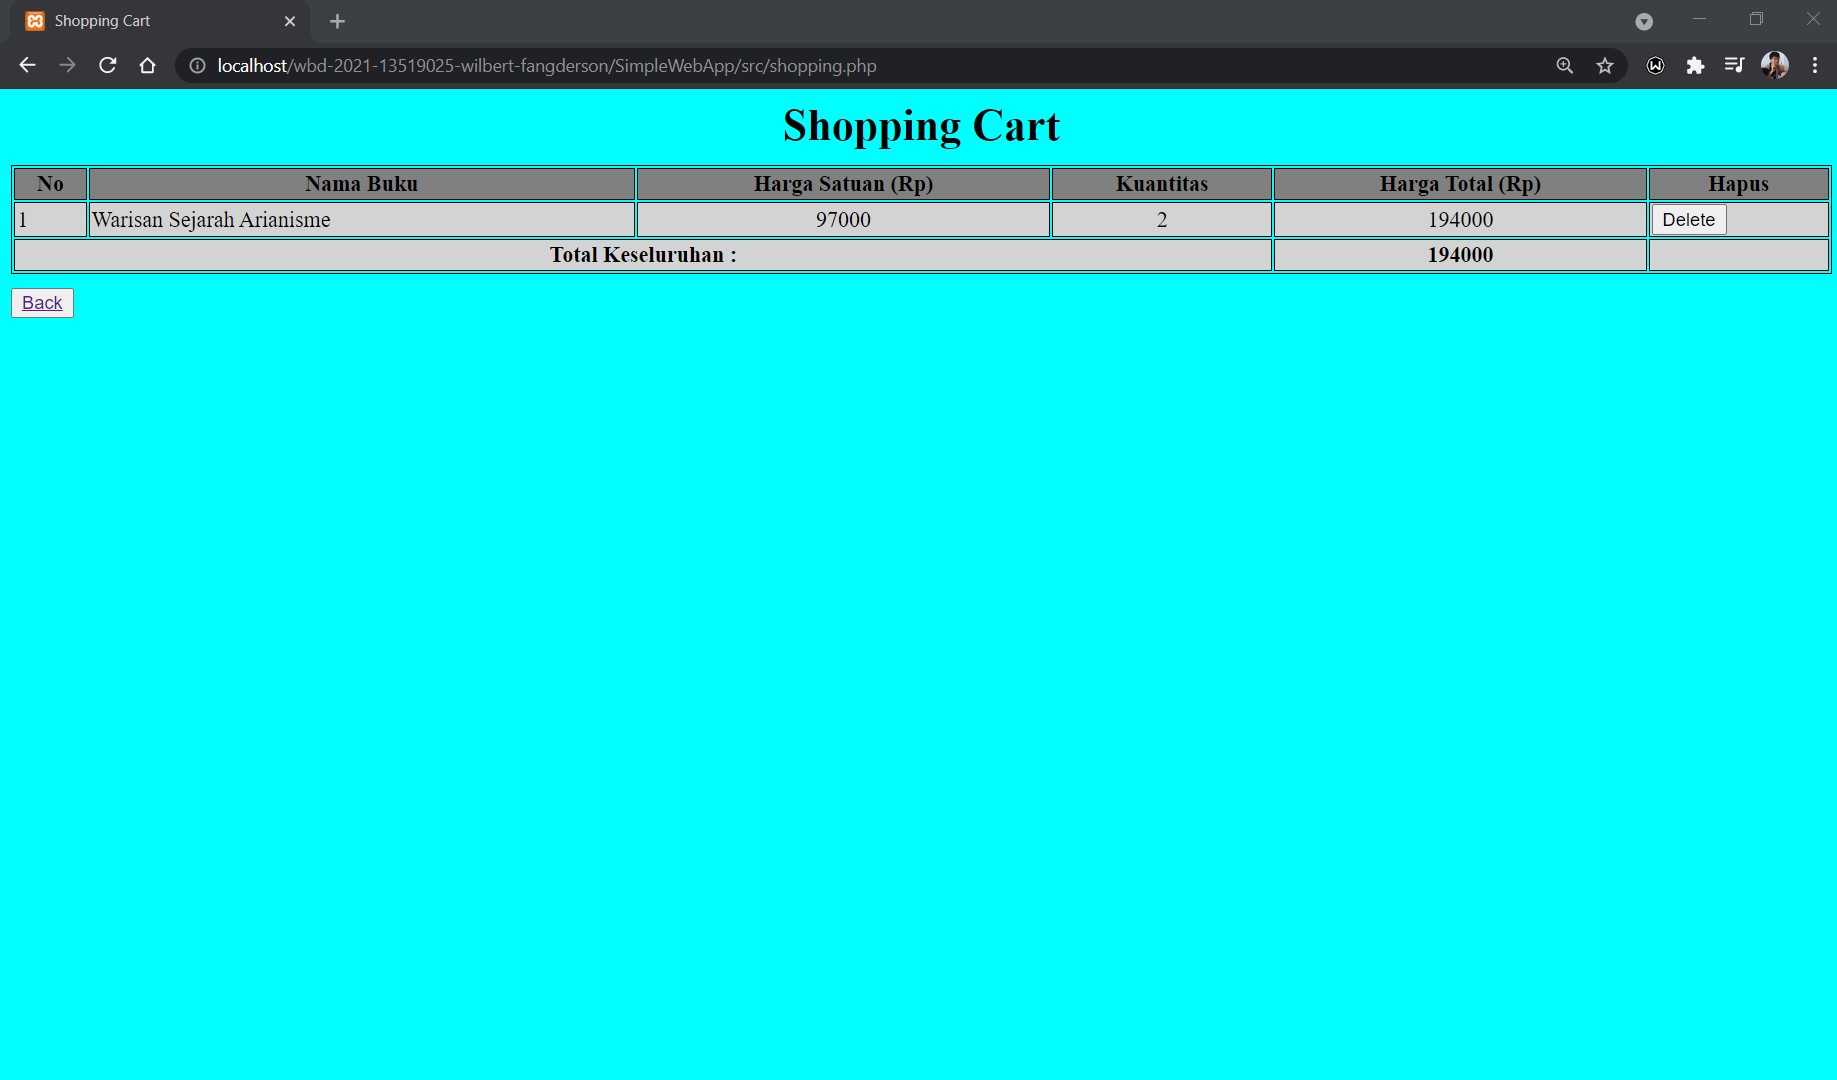 Shopping Cart
localhost/wbd-2021-13519025-wilbert-fangderson/SimpleWebApp/src/shopping.php
Shopping Cart
No Nama Buku Harga Satuan (Rp) Kuantitas Harga Total (Rp) Hapus
1 Warisan Sejarah Arianisme 97000 2 194000 Delete
Total Keseluruhan : 194000
Back